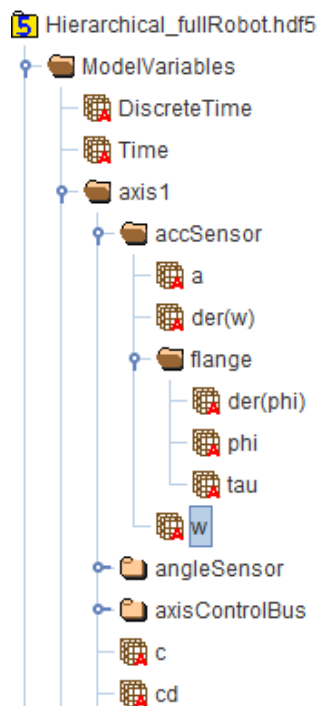 Hierarchical_fullRobot.hdf5
ModelVariables
DiscreteTime
Time
axis1
accSensor
a
der(w)
flange
der(phi)
phi
tau
w
angleSensor
axisControlBus
c
cd